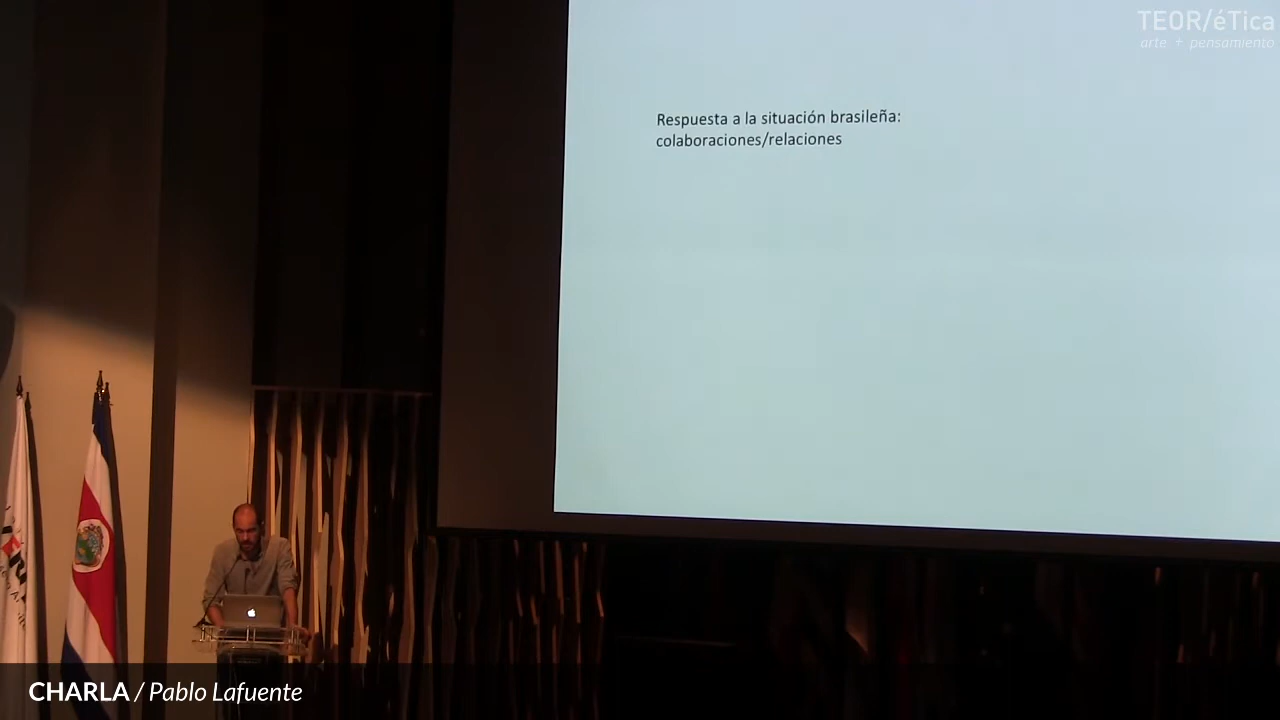 TEOR/éTica
arte + pensamiento
Respuesta a la situación brasileña:
colaboraciones/relaciones
CHARLA / Pablo Lafuente